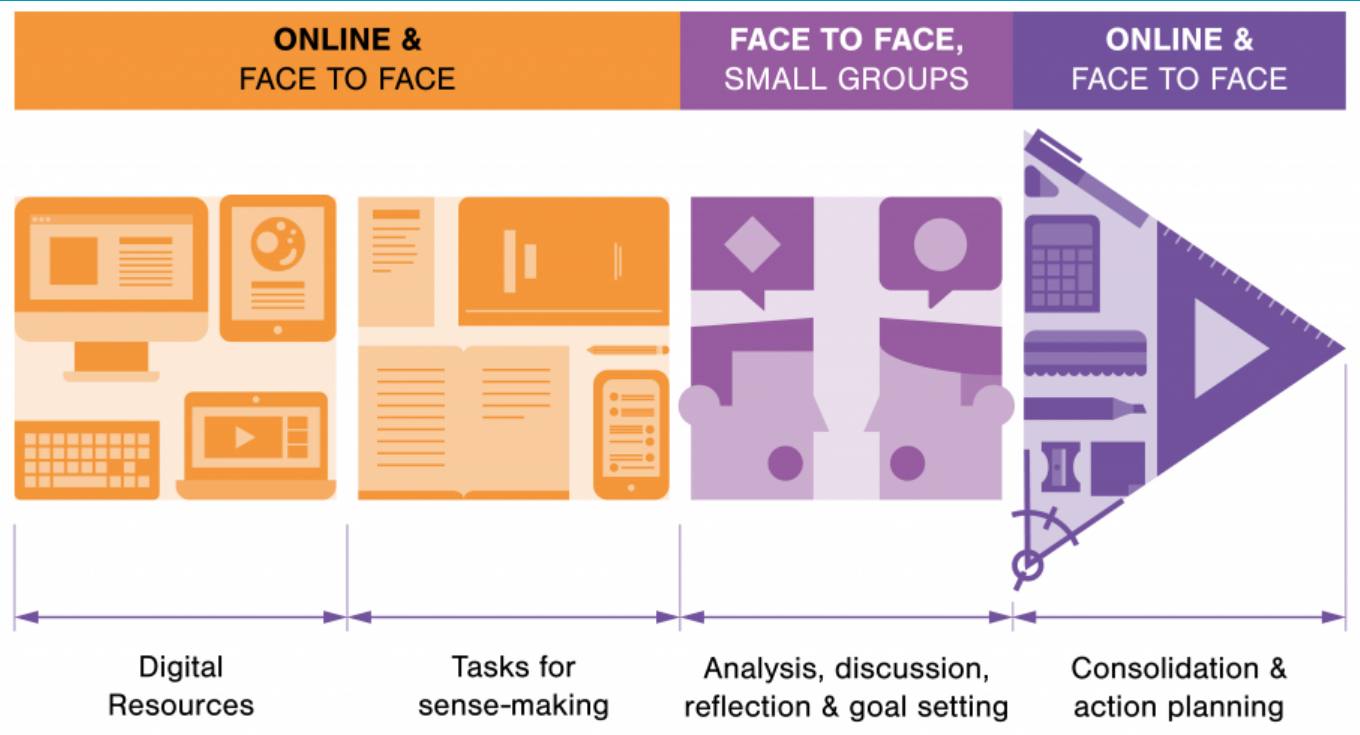 ONLINE &
FACE TO FACE
FACE TO FACE,
SMALL GROUPS
ONLINE &
FACE TO FACE
Digital
Resources
Tasks for
sense-making
Analysis, discussion,
reflection & goal setting
Consolidation &
action planning